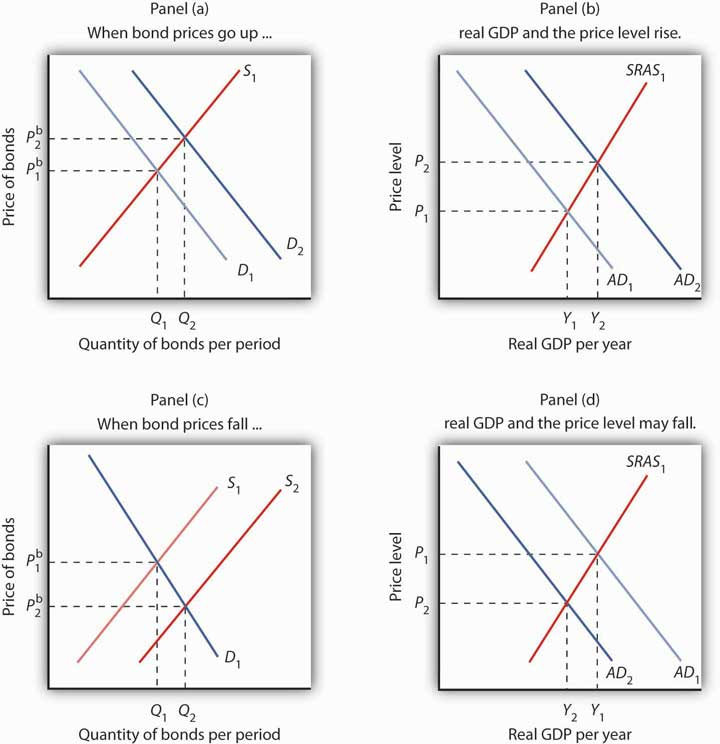 Panel (a)
When bond prices go up ...
Price of bonds
P2b
P1b
S1
D2
D1
Q1 Q2
Quantity of bonds per period
Panel (b)
real GDP and the price level rise.
Price level
SRAS1
P2
P1
AD1
AD2
Y1 Y2
Real GDP per year
Panel (c)
When bond prices fall ...
Price of bonds
S1
S2
P1b
P2b
D1
Q1 Q2
Quantity of bonds per period
Panel (d)
real GDP and the price level may fall.
Price level
SRAS1
P1
P2
AD2
AD1
Y2 Y1
Real GDP per year